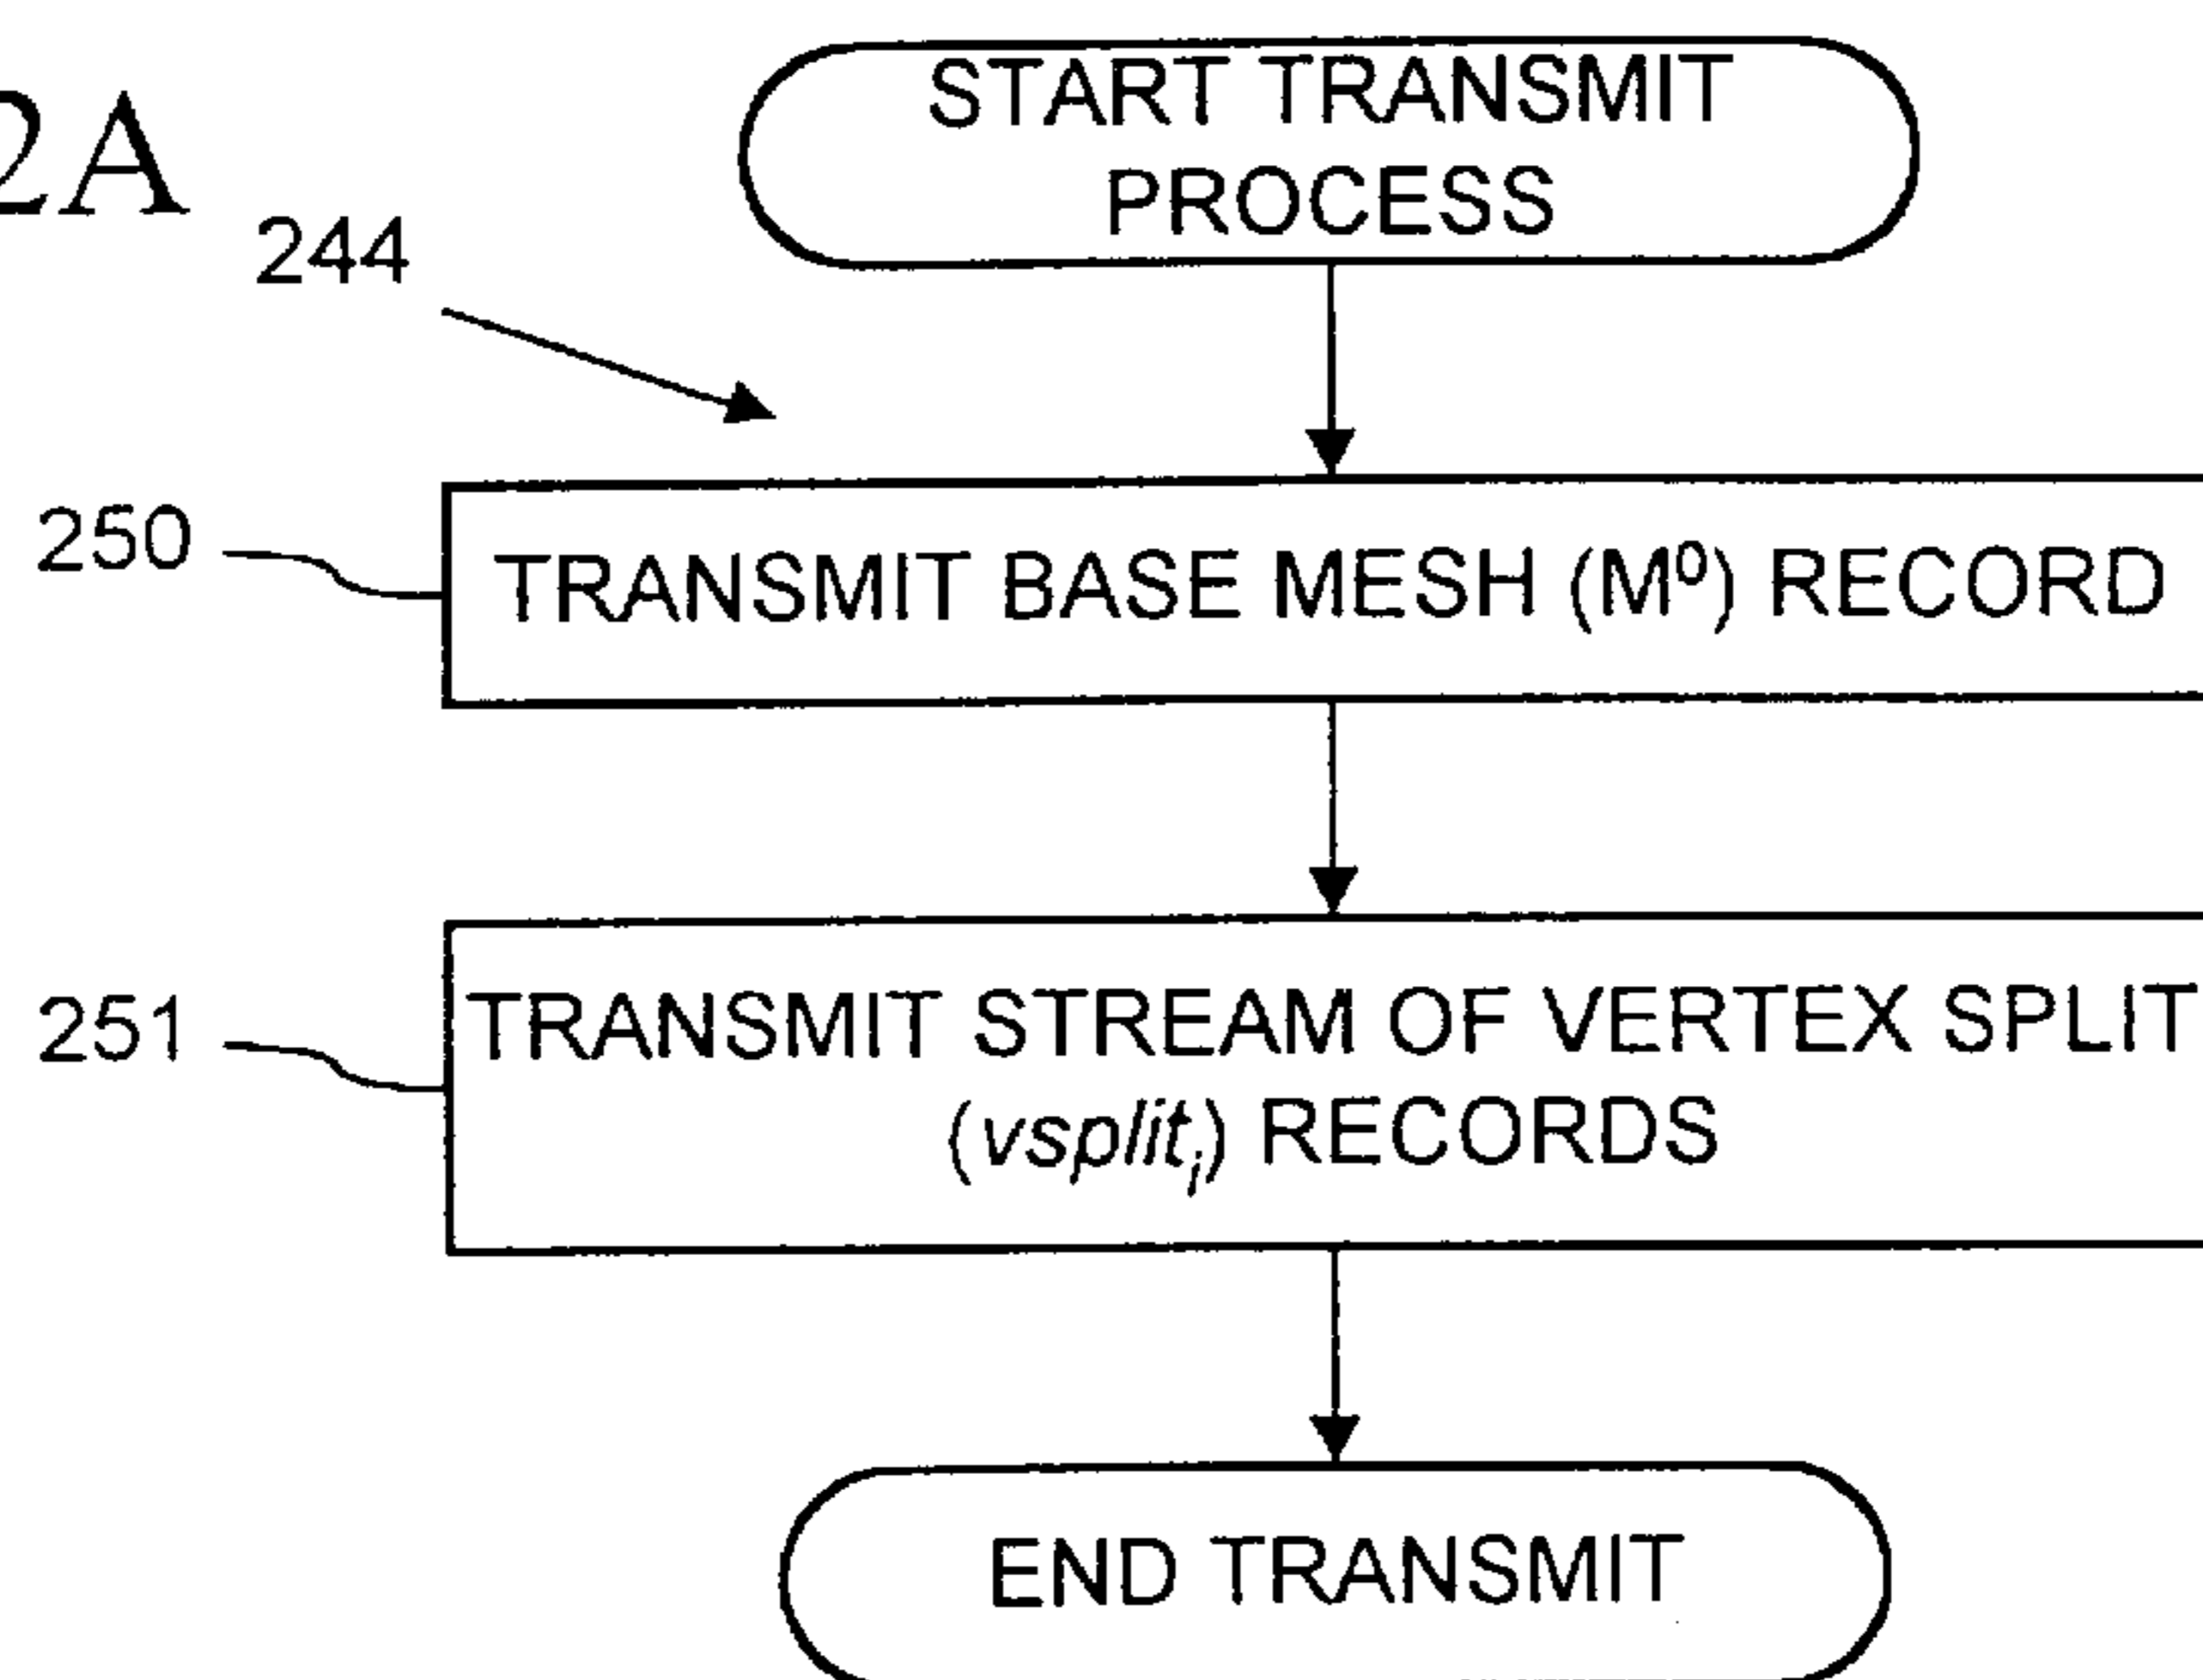 2A
244
START TRANSMIT
PROCESS
250
TRANSMIT BASE MESH (M⁰) RECORD
251
TRANSMIT STREAM OF VERTEX SPLIT
(vsplitᵢ) RECORDS
END TRANSMIT